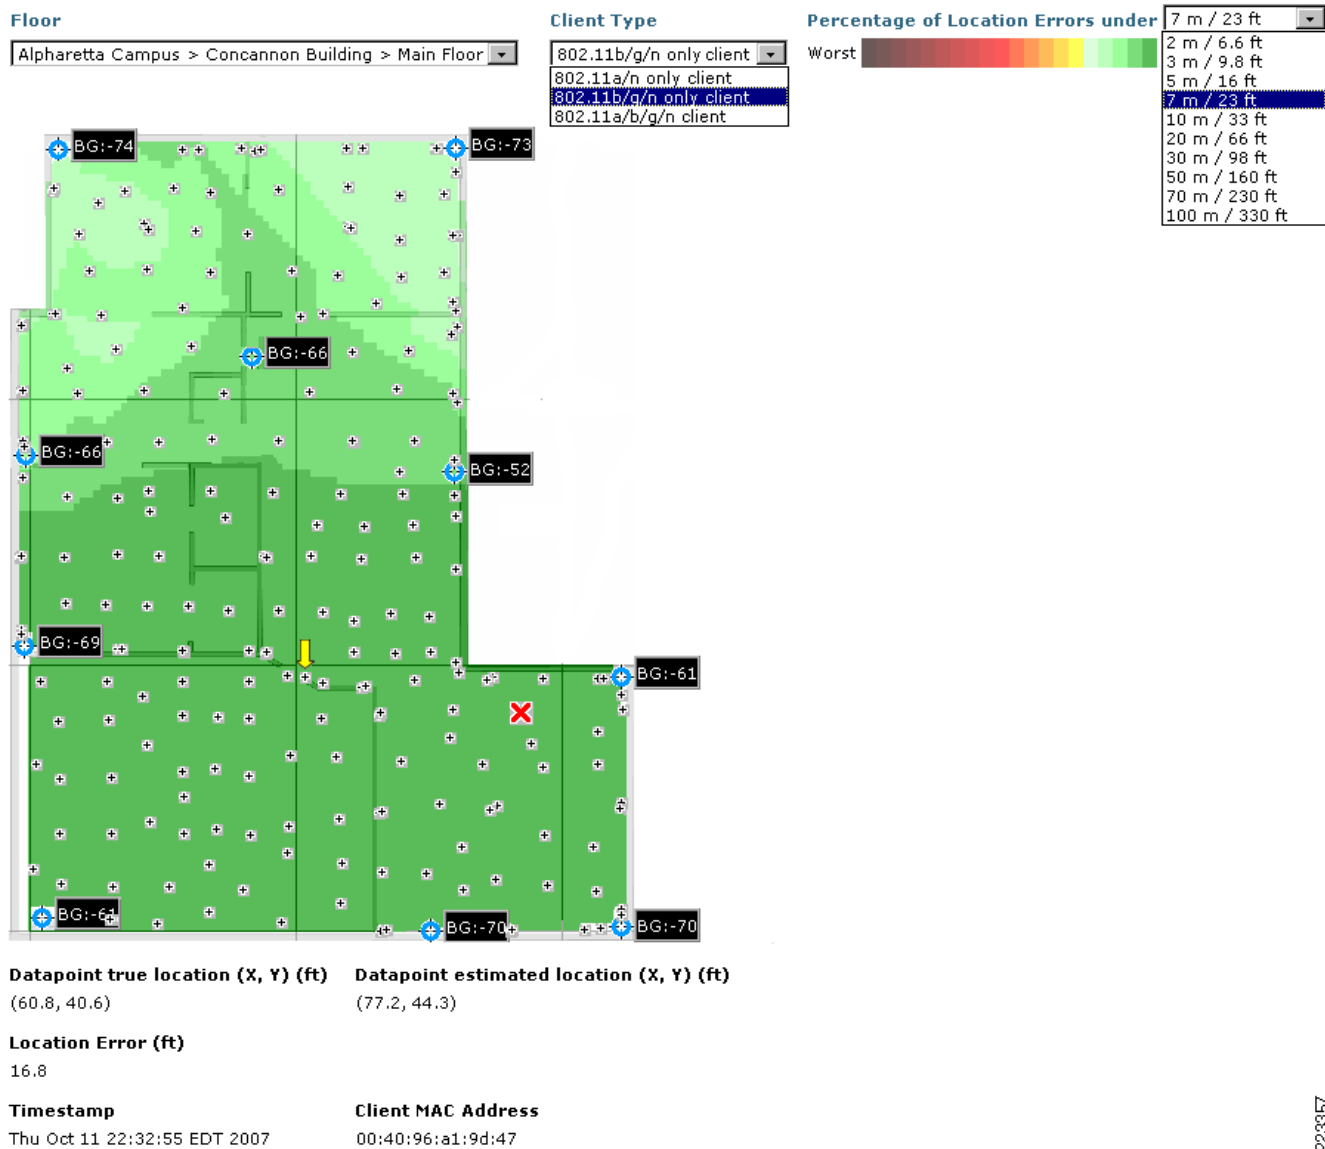 Floor
Client Type
Percentage of Location Errors under
7 m / 23 ft
Alpharetta Campus > Concannon Building > Main Floor
802.11b/g/n only client
Worst
802.11a/n only client
802.11b/g/n only client
802.11a/b/g/n client
2 m / 6.6 ft
3 m / 9.8 ft
5 m / 16 ft
7 m / 23 ft
10 m / 33 ft
20 m / 66 ft
30 m / 98 ft
50 m / 160 ft
70 m / 230 ft
100 m / 330 ft
BG:-74
BG:-73
BG:-66
BG:-66
BG:-52
BG:-69
BG:-61
BG:-61
BG:-70
BG:-70
Datapoint true location (X, Y) (ft)
Datapoint estimated location (X, Y) (ft)
(60.8, 40.6)
(77.2, 44.3)
Location Error (ft)
16.8
Timestamp
Client MAC Address
Thu Oct 11 22:32:55 EDT 2007
00:40:96:a1:9d:47
223357